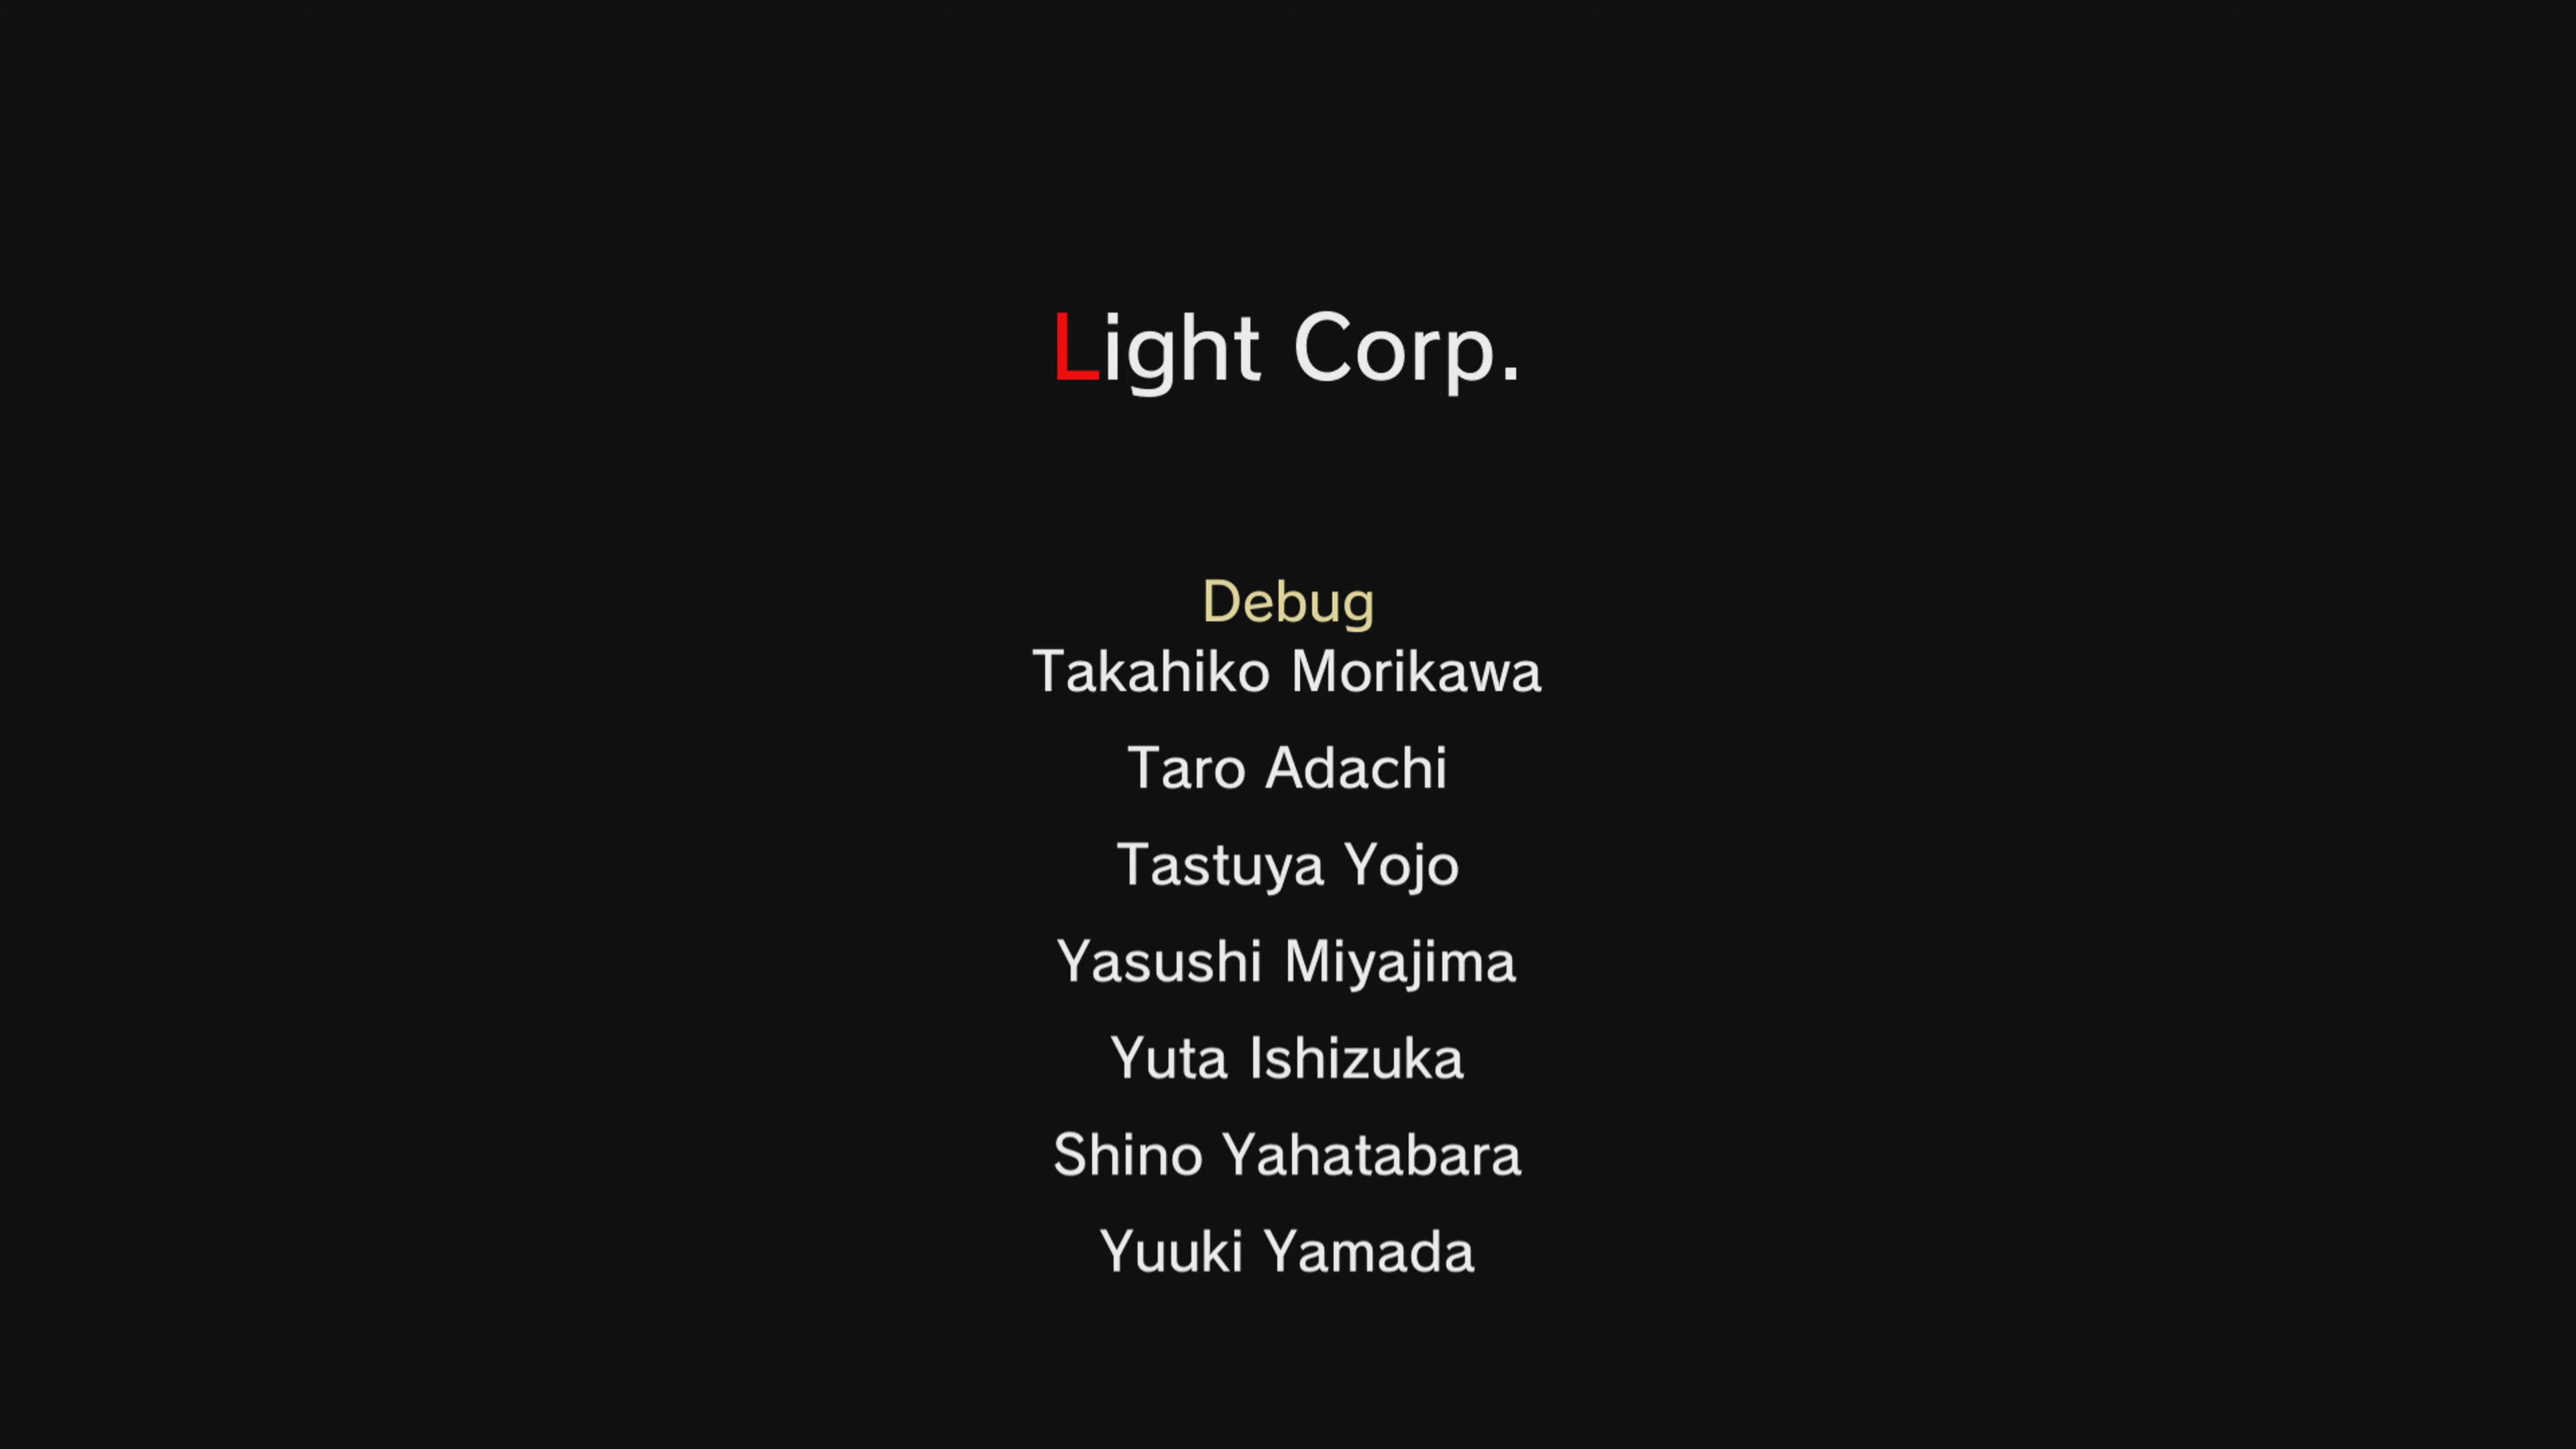 Light Corp.
Debug
Takahiko Morikawa
Taro Adachi
Tastuya Yojo
Yasushi Miyajima
Yuta Ishizuka
Shino Yahatabara
Yuuki Yamada